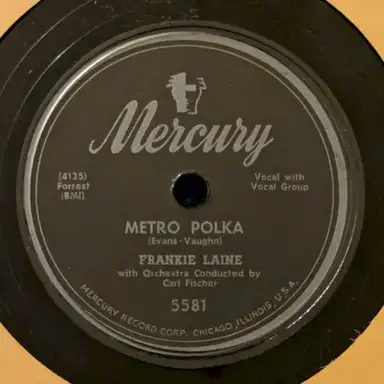 Mercury
(4135)
Forrest
(BMI)
Vocal with
Vocal Group
METRO POLKA
(Evans-Vaughn)
FRANKIE LAINE
with Orchestra Conducted by
Carl Fischer
5581
MERCURY RECORD CORP. CHICAGO ILLINOIS, U.S.A.